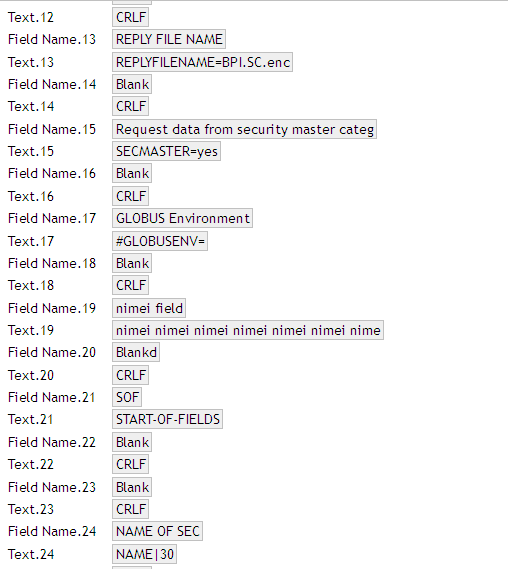 Text.12 CRLF
Field Name.13 REPLY FILE NAME
Text.13 REPLYFILENAME=BPI.SC.enc
Field Name.14 Blank
Text.14 CRLF
Field Name.15 Request data from security master categ
Text.15 SECMASTER=yes
Field Name.16 Blank
Text.16 CRLF
Field Name.17 GLOBUS Environment
Text.17 #GLOBUSENV=
Field Name.18 Blank
Text.18 CRLF
Field Name.19 nimei field
Text.19 nimei nimei nimei nimei nimei nimei nime
Field Name.20 Blankd
Text.20 CRLF
Field Name.21 SOF
Text.21 START-OF-FIELDS
Field Name.22 Blank
Text.22 CRLF
Field Name.23 Blank
Text.23 CRLF
Field Name.24 NAME OF SEC
Text.24 NAME|30